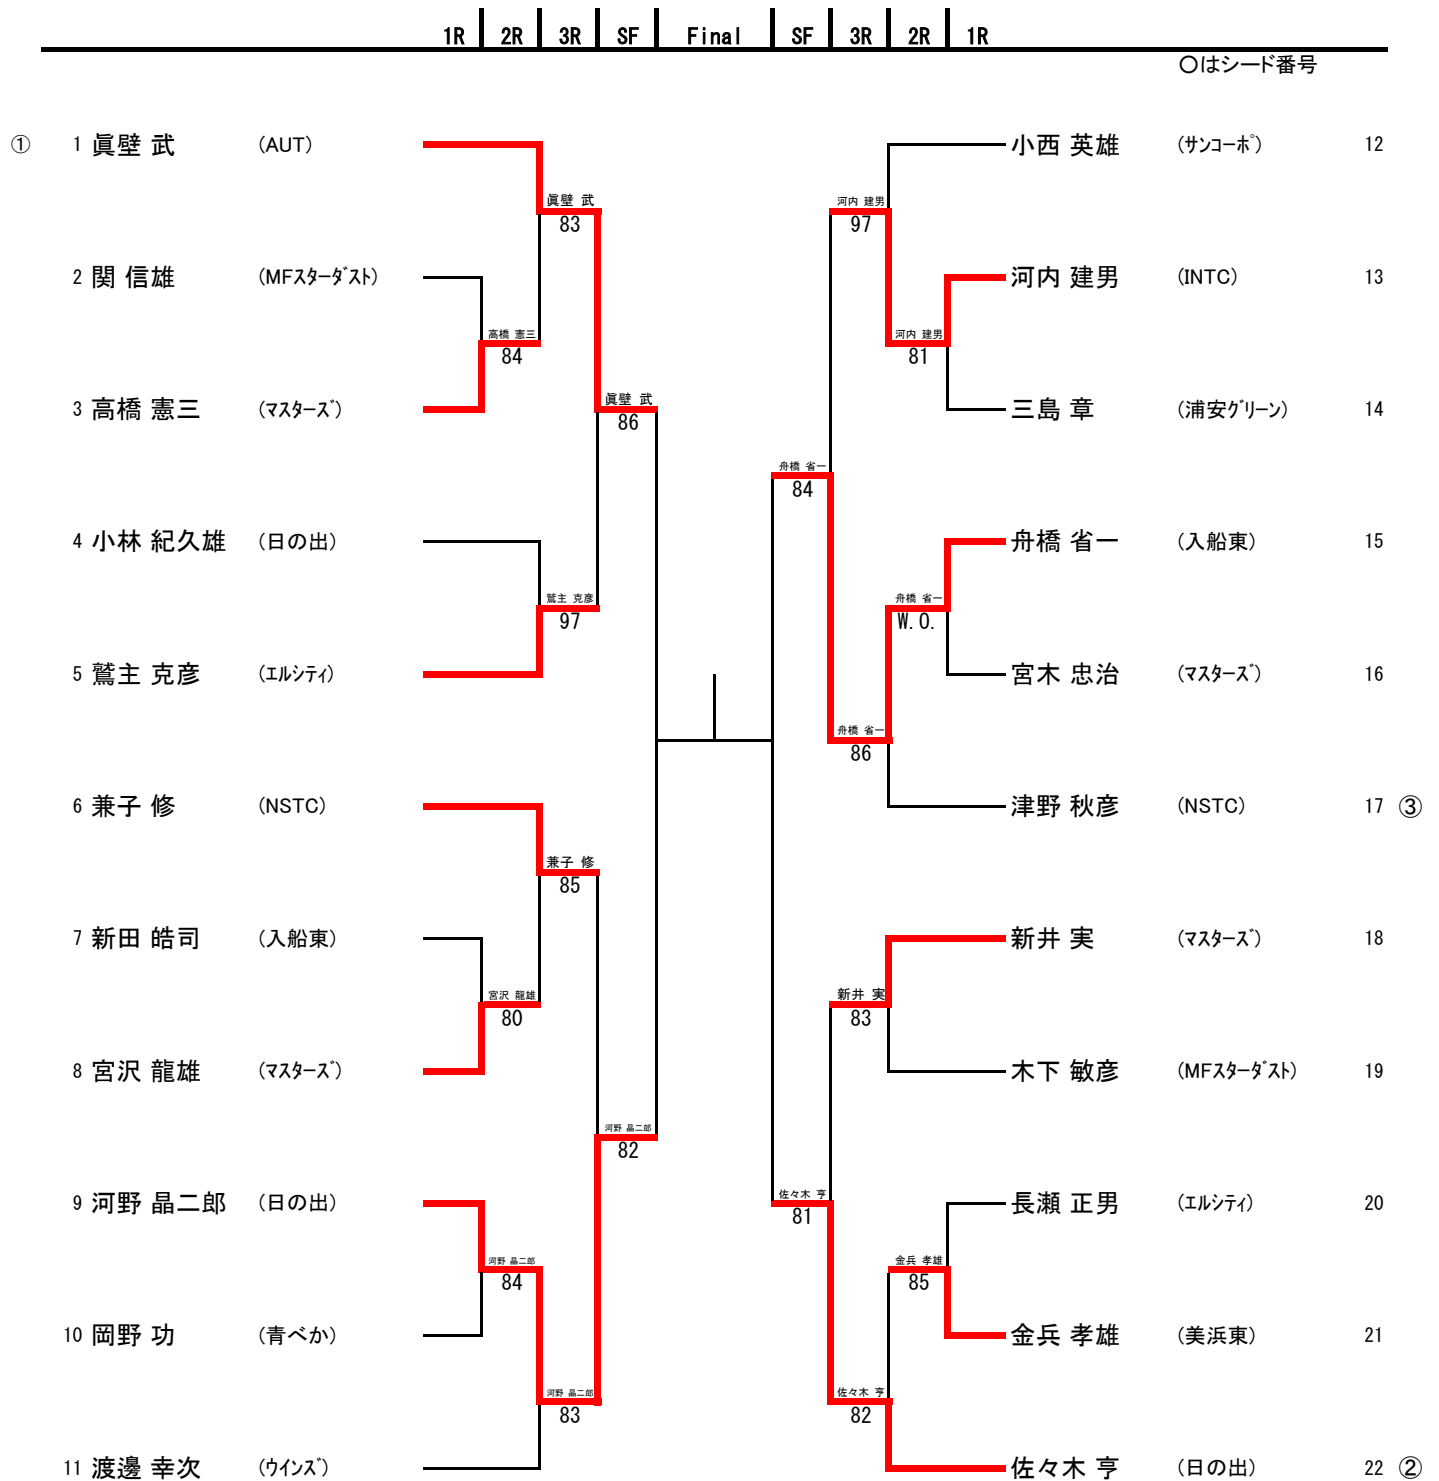 1R 2R 3R SF Final SF 3R 2R 1R
〇はシード番号
① 1 眞壁 武 (AUT) 小西 英雄 (サンコーポ) 12
眞壁 武 河内 建男
83 97
2 関 信雄 (MFスターダスト) 河内 建男 (INTC) 13
高橋 憲三 河内 建男
84 81
3 高橋 憲三 (マスターズ) 眞壁 武 三島 章 (浦安グリーン) 14
86
舟橋 省一
84
4 小林 紀久雄 (日の出) 舟橋 省一 (入船東) 15
鷲主 克彦 舟橋 省一
97 W.O.
5 鷲主 克彦 (エルシティ) 宮木 忠治 (マスターズ) 16
舟橋 省一
86
6 兼子 修 (NSTC) 津野 秋彦 (NSTC) 17 ③
兼子 修
85
7 新田 皓司 (入船東) 新井 実 (マスターズ) 18
宮沢 龍雄 新井 実
80 83
8 宮沢 龍雄 (マスターズ) 木下 敏彦 (MFスターダスト) 19
河野 晶二郎
82
佐々木 亨
9 河野 晶二郎 (日の出) 81 長瀬 正男 (エルシティ) 20
河野 晶二郎 金兵 孝雄
84 85
10 岡野 功 (青べか) 金兵 孝雄 (美浜東) 21
河野 晶二郎 佐々木 亨
83 82
11 渡邊 幸次 (ウインズ) 佐々木 亨 (日の出) 22 ②